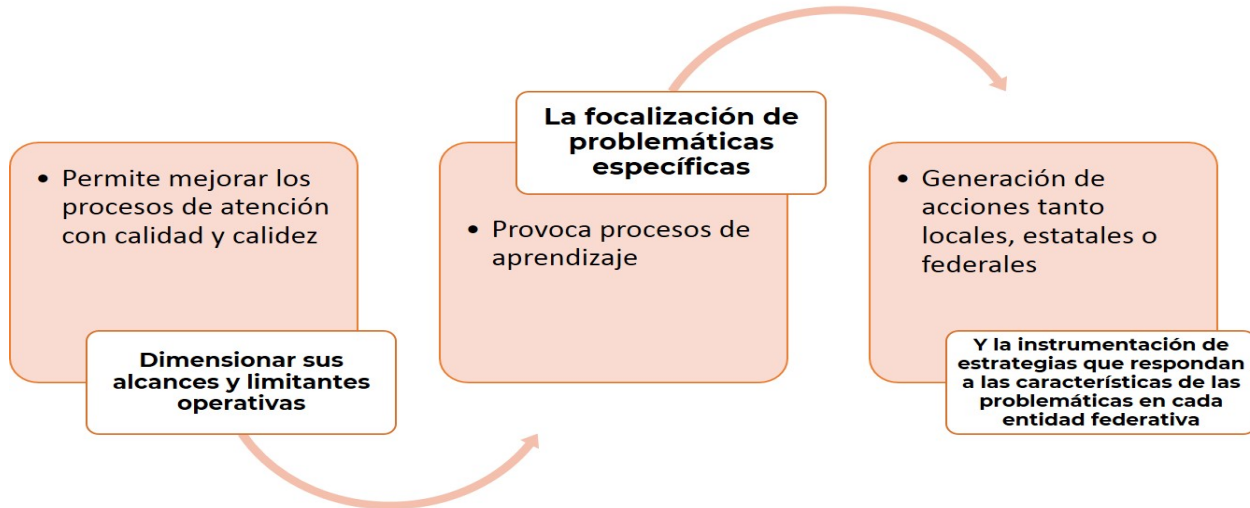 • Permite mejorar los
procesos de atención
con calidad y calidez
Dimensionar sus
alcances y limitantes
operativas
La focalización de
problemáticas
específicas
• Provoca procesos de
aprendizaje
• Generación de
acciones tanto
locales, estatales o
federales
Y la instrumentación de
estrategias que respondan
a las características de las
problemáticas en cada
entidad federativa